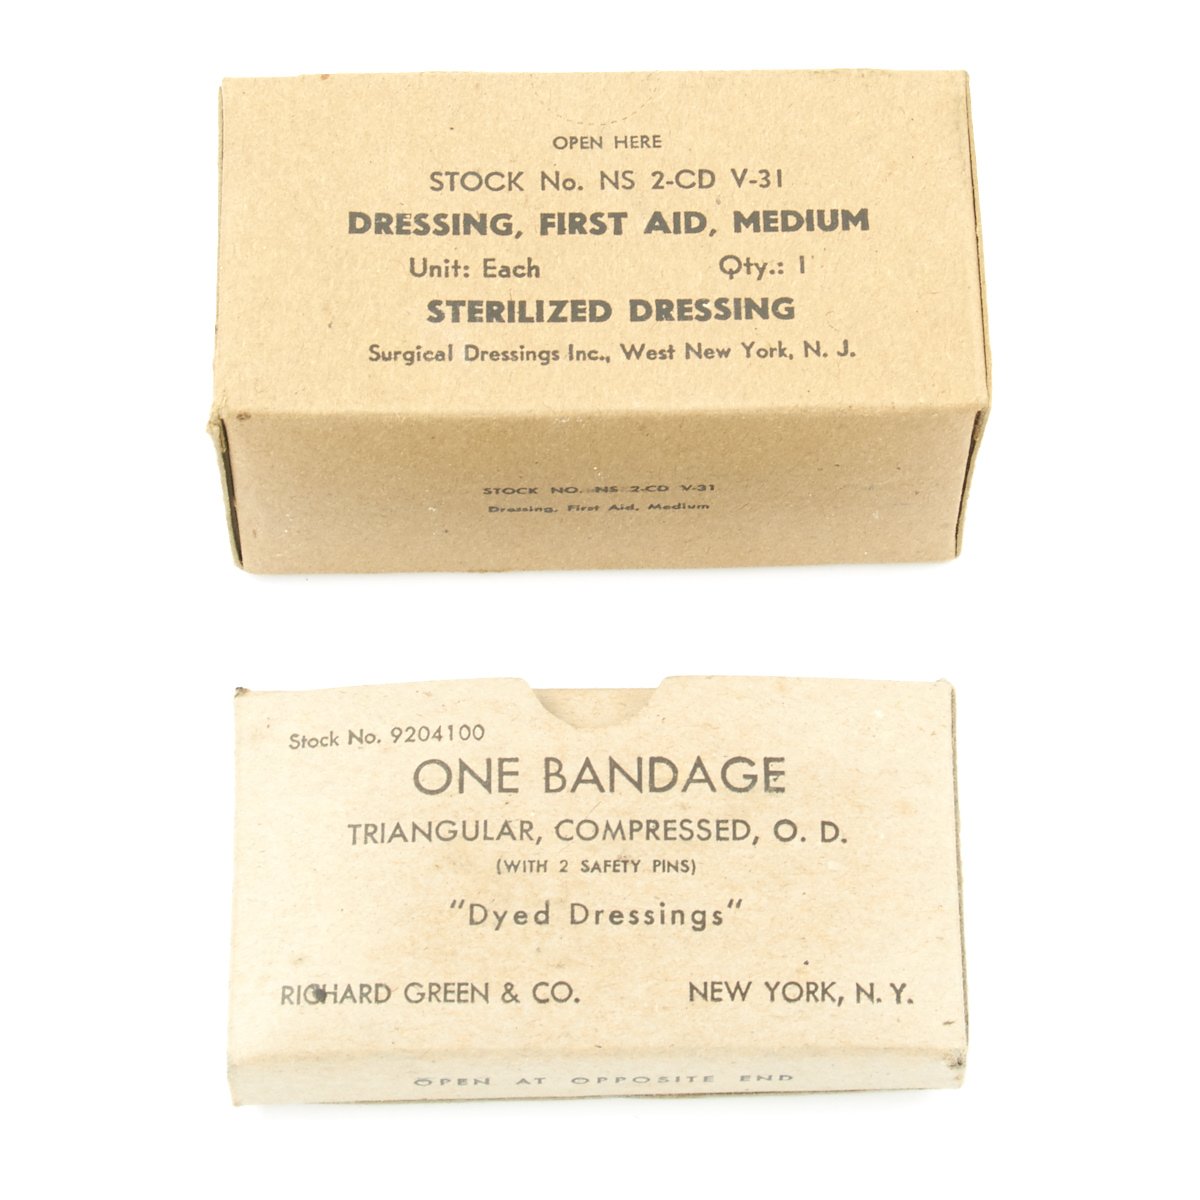 OPEN HERE
STOCK No. NS 2-CD V-31
DRESSING, FIRST AID, MEDIUM
Unit: Each Qty.: 1
STERILIZED DRESSING
Surgical Dressings Inc., West New York, N. J.
STOCK NO. NS 2-CD V-31
Dressing, First Aid, Medium
Stock No. 9204100
ONE BANDAGE
TRIANGULAR, COMPRESSED, O. D.
(WITH 2 SAFETY PINS)
"Dyed Dressings"
RICHARD GREEN & CO. NEW YORK, N. Y.
OPEN AT OPPOSITE END